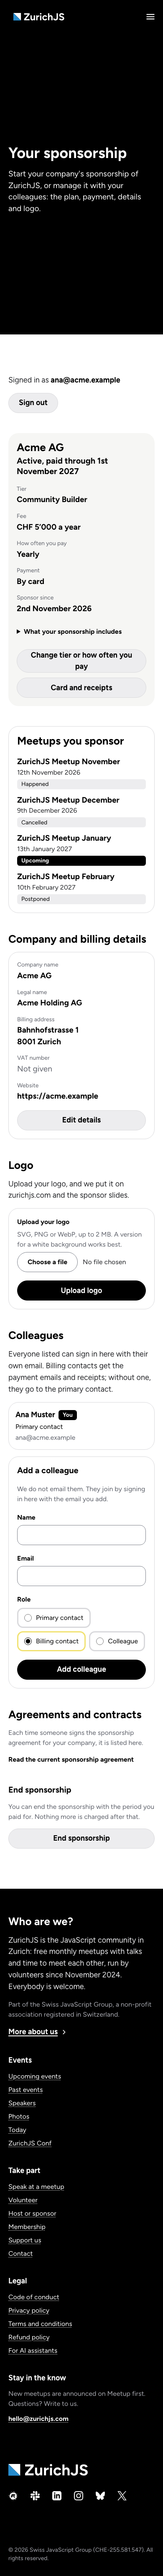 ZurichJS
Your sponsorship
Start your company's sponsorship of
ZurichJS, or manage it with your
colleagues: the plan, payment, details
and logo.
Signed in as ana@acme.example
Sign out
Acme AG
Active, paid through 1st
November 2027
Tier
Community Builder
Fee
CHF 5'000 a year
How often you pay
Yearly
Payment
By card
Sponsor since
2nd November 2026
What your sponsorship includes
Change tier or how often you
pay
Card and receipts
Meetups you sponsor
ZurichJS Meetup November
12th November 2026
Happened
ZurichJS Meetup December
9th December 2026
Cancelled
ZurichJS Meetup January
13th January 2027
Upcoming
ZurichJS Meetup February
10th February 2027
Postponed
Company and billing details
Company name
Acme AG
Legal name
Acme Holding AG
Billing address
Bahnhofstrasse 1
8001 Zurich
VAT number
Not given
Website
https://acme.example
Edit details
Logo
Upload your logo, and we put it on
zurichjs.com and the sponsor slides.
Upload your logo
SVG, PNG or WebP, up to 2 MB. A version
for a white background works best.
Choose a file No file chosen
Upload logo
Colleagues
Everyone listed can sign in here with their
own email. Billing contacts get the
payment emails and receipts; without one,
they go to the primary contact.
Ana Muster You
Primary contact
ana@acme.example
Add a colleague
We do not email them. They join by signing
in here with the email you add.
Name
Email
Role
Primary contact
Billing contact Colleague
Add colleague
Agreements and contracts
Each time someone signs the sponsorship
agreement for your company, it is listed here.
Read the current sponsorship agreement
End sponsorship
You can end the sponsorship with the period you
paid for. Nothing more is charged after that.
End sponsorship
Who are we?
ZurichJS is the JavaScript community in
Zurich: free monthly meetups with talks
and time to meet each other, run by
volunteers since November 2024.
Everybody is welcome.
Part of the Swiss JavaScript Group, a non-profit
association registered in Switzerland.
More about us
Events
Upcoming events
Past events
Speakers
Photos
Today
ZurichJS Conf
Take part
Speak at a meetup
Volunteer
Host or sponsor
Membership
Support us
Contact
Legal
Code of conduct
Privacy policy
Terms and conditions
Refund policy
For AI assistants
Stay in the know
New meetups are announced on Meetup first.
Questions? Write to us.
hello@zurichjs.com
ZurichJS
© 2026 Swiss JavaScript Group (CHE-255.581.547). All
rights reserved.